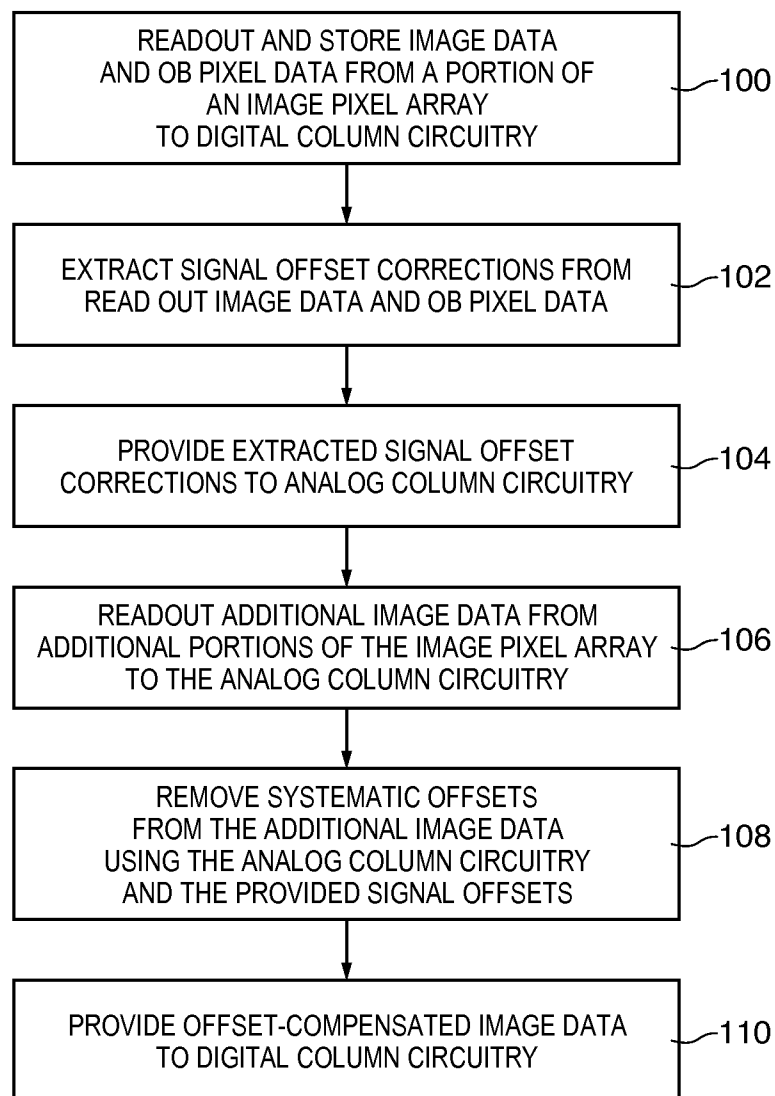 READOUT AND STORE IMAGE DATA
AND OB PIXEL DATA FROM A PORTION OF
AN IMAGE PIXEL ARRAY
TO DIGITAL COLUMN CIRCUITRY
100
EXTRACT SIGNAL OFFSET CORRECTIONS FROM
READ OUT IMAGE DATA AND OB PIXEL DATA
102
PROVIDE EXTRACTED SIGNAL OFFSET
CORRECTIONS TO ANALOG COLUMN CIRCUITRY
104
READOUT ADDITIONAL IMAGE DATA FROM
ADDITIONAL PORTIONS OF THE IMAGE PIXEL ARRAY
TO THE ANALOG COLUMN CIRCUITRY
106
REMOVE SYSTEMATIC OFFSETS
FROM THE ADDITIONAL IMAGE DATA
USING THE ANALOG COLUMN CIRCUITRY
AND THE PROVIDED SIGNAL OFFSETS
108
PROVIDE OFFSET-COMPENSATED IMAGE DATA
TO DIGITAL COLUMN CIRCUITRY
110